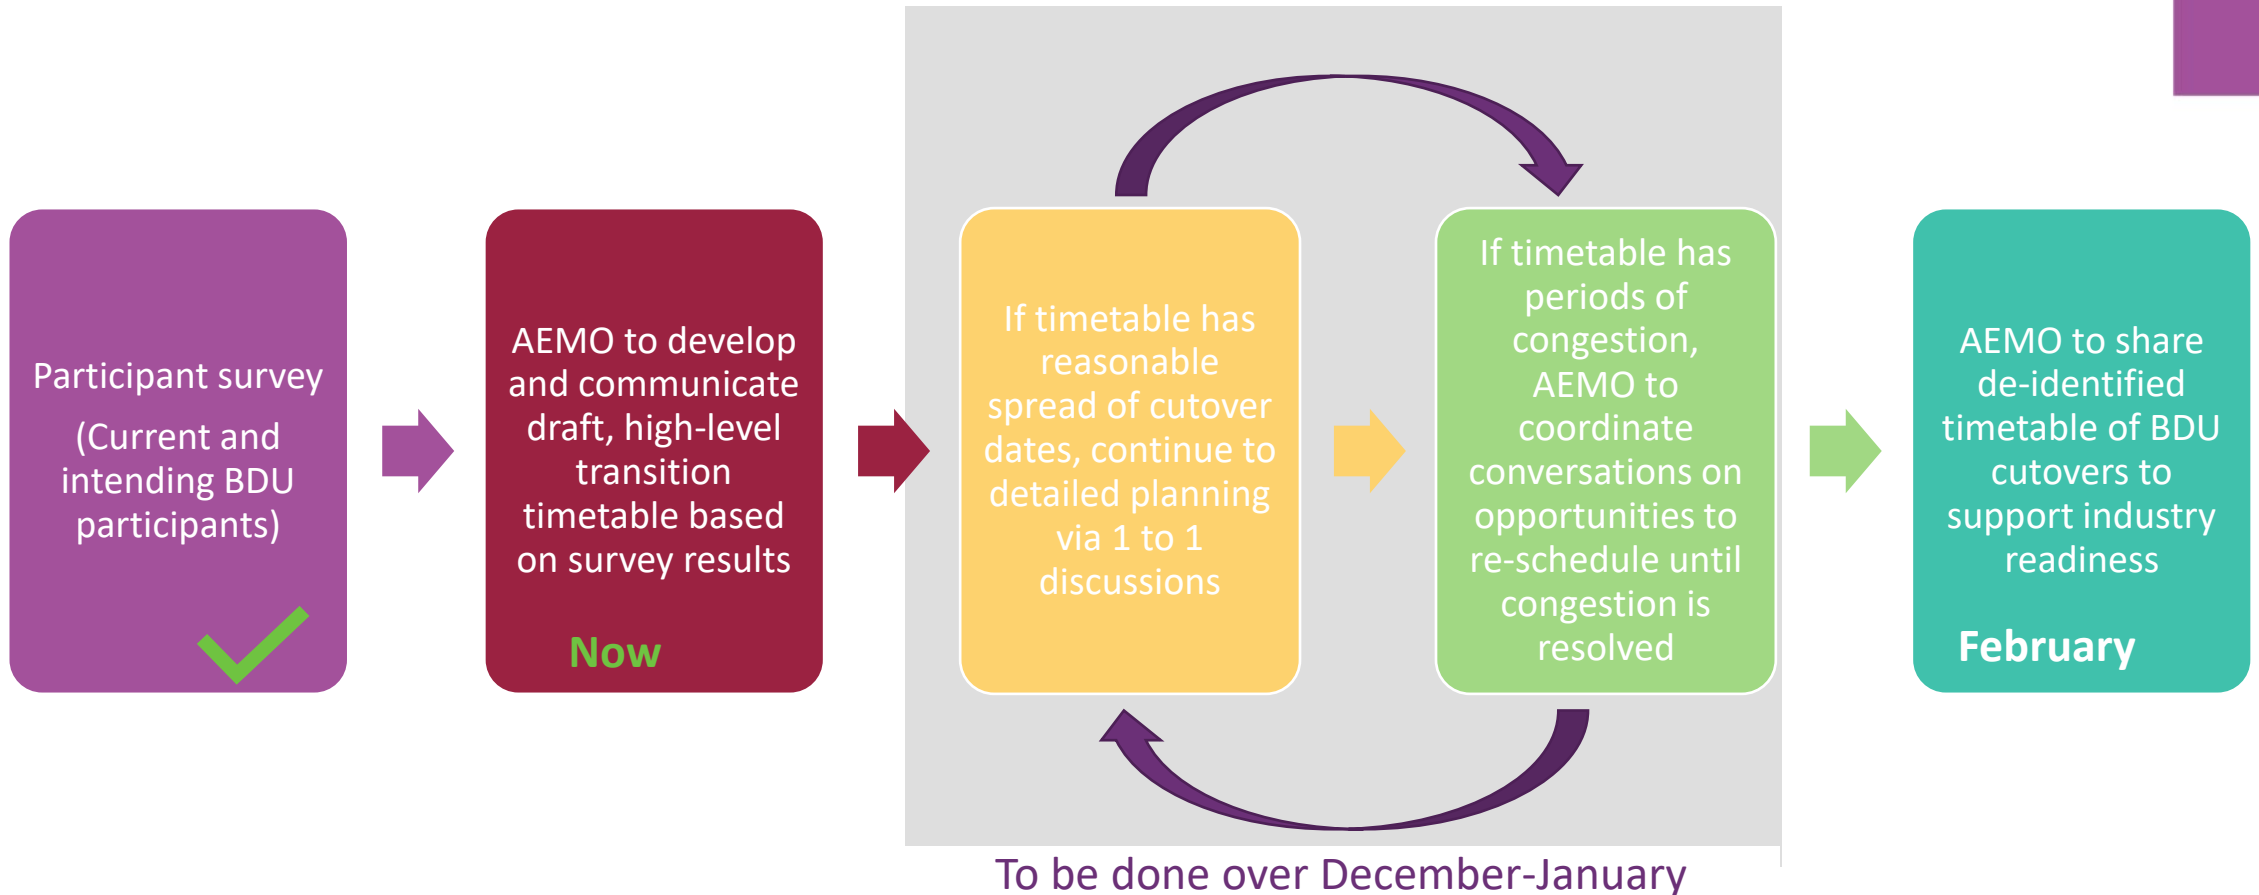 Participant survey
(Current and
intending BDU
participants)
AEMO to develop
and communicate
draft, high-level
transition
timetable based
on survey results
Now
If timetable has
reasonable
spread of cutover
dates, continue to
detailed planning
via 1 to 1
discussions
If timetable has
periods of
congestion,
AEMO to
coordinate
conversations on
opportunities to
re-schedule until
congestion is
resolved
AEMO to share
de-identified
timetable of BDU
cutovers to
support industry
readiness
February
To be done over December-January